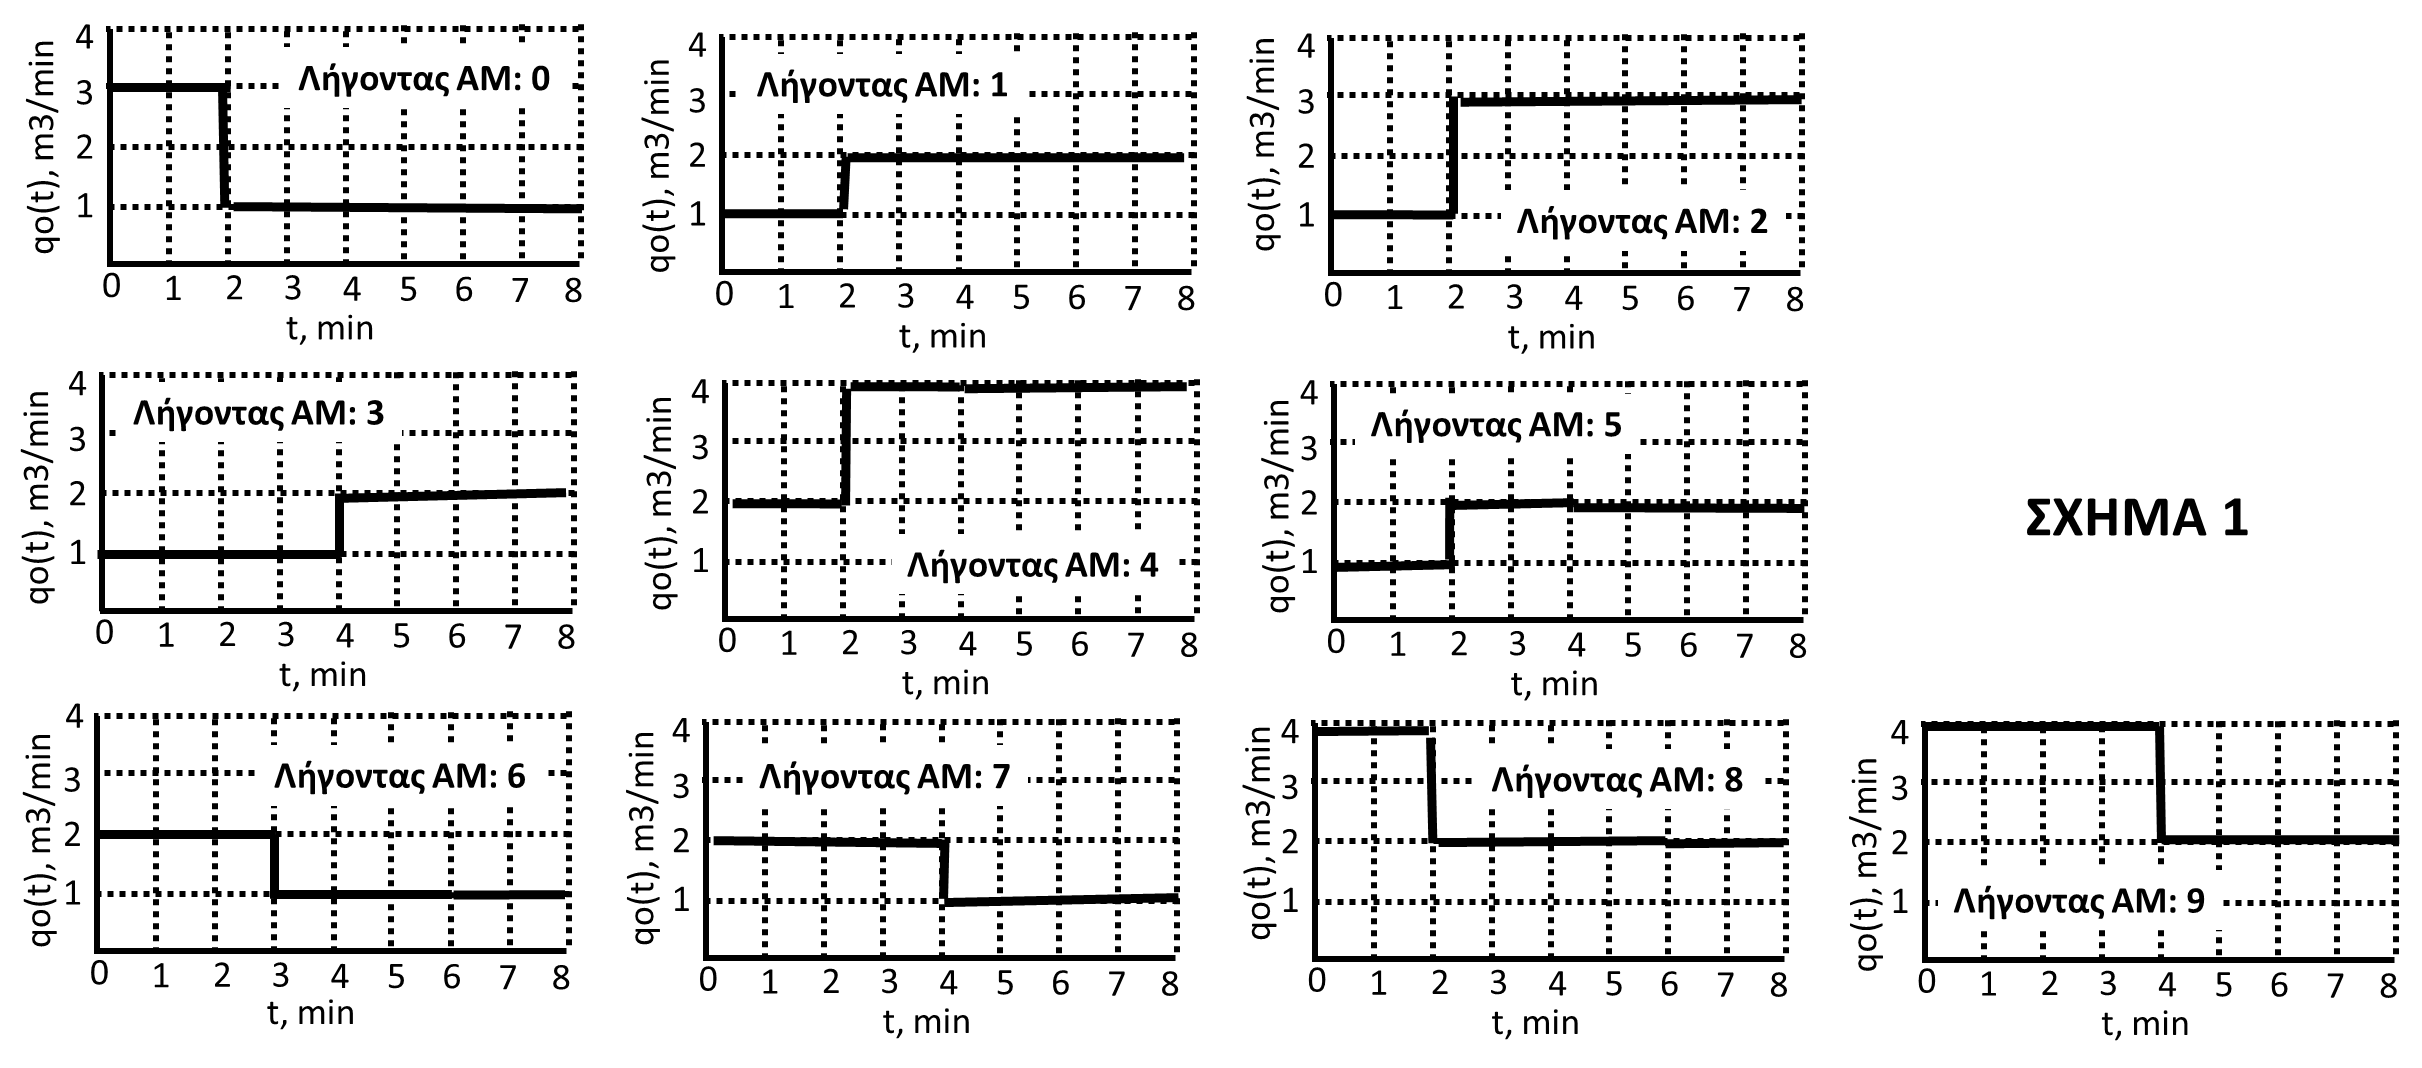 qo(t), m3/min
4
3
2
1
Λήγοντας ΑΜ: 0
0 1 2 3 4 5 6 7 8
t, min
qo(t), m3/min
4
3
2
1
Λήγοντας ΑΜ: 1
0 1 2 3 4 5 6 7 8
t, min
qo(t), m3/min
4
3
2
1
Λήγοντας ΑΜ: 2
0 1 2 3 4 5 6 7 8
t, min
qo(t), m3/min
4
3
2
1
Λήγοντας ΑΜ: 3
0 1 2 3 4 5 6 7 8
t, min
qo(t), m3/min
4
3
2
1
Λήγοντας ΑΜ: 4
0 1 2 3 4 5 6 7 8
t, min
qo(t), m3/min
4
3
2
1
Λήγοντας ΑΜ: 5
0 1 2 3 4 5 6 7 8
t, min
ΣΧΗΜΑ 1
qo(t), m3/min
4
3
2
1
Λήγοντας ΑΜ: 6
0 1 2 3 4 5 6 7 8
t, min
qo(t), m3/min
4
3
2
1
Λήγοντας ΑΜ: 7
0 1 2 3 4 5 6 7 8
t, min
qo(t), m3/min
4
3
2
1
Λήγοντας ΑΜ: 8
0 1 2 3 4 5 6 7 8
t, min
qo(t), m3/min
4
3
2
1
Λήγοντας ΑΜ: 9
0 1 2 3 4 5 6 7 8
t, min